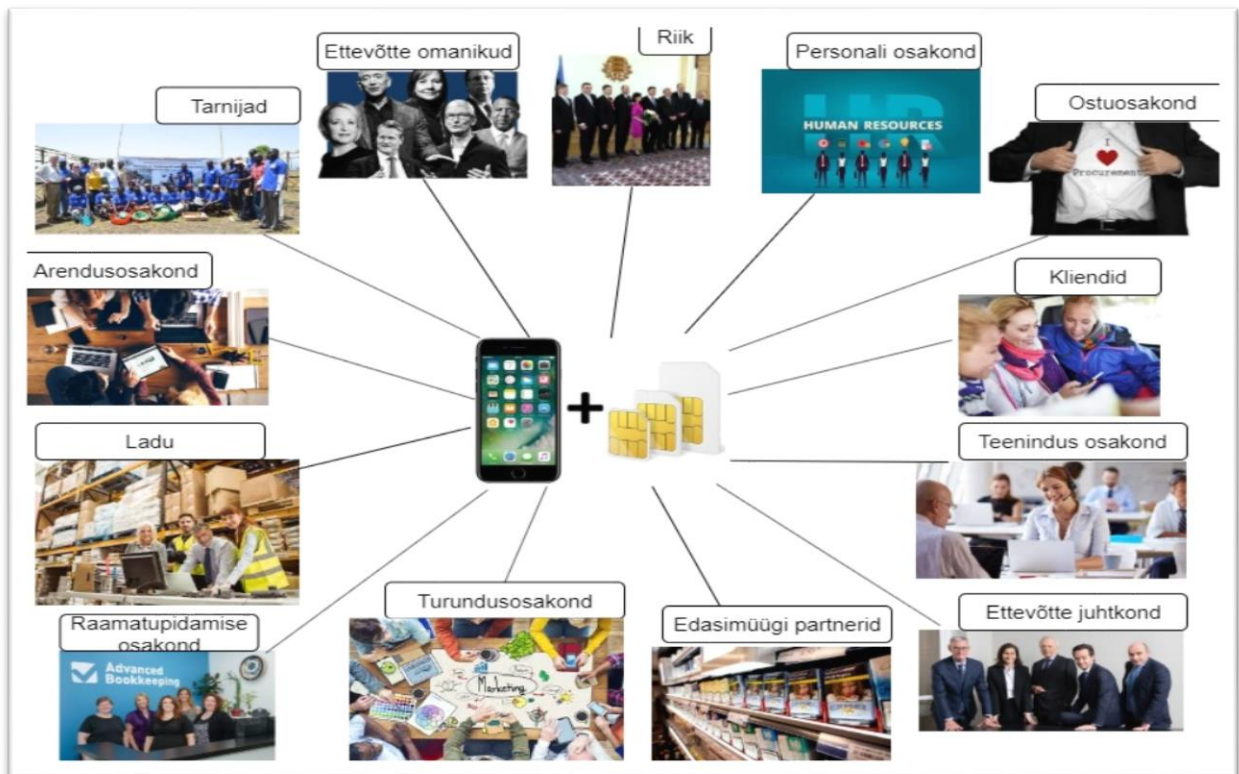 Ettevõtte omanikud
Riik
Personali osakond
Tarnijad
Ostuosakond
HR
HUMAN RESOURCES
I
Procurement
Arendusosakond
Kliendid
Ladu
Teenindus osakond
Raamatupidamise
osakond
Advanced
Bookkeeping
Turundusosakond
Marketing
Edasimüügi partnerid
Ettevõtte juhtkond